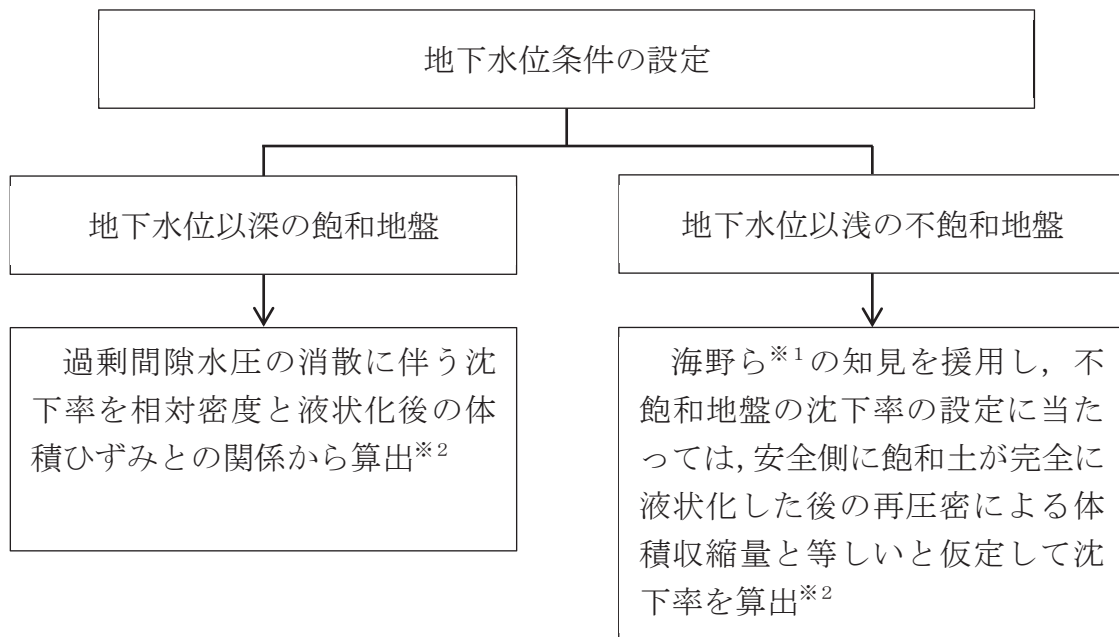 地下水位条件の設定
地下水位以深の飽和地盤
地下水位以浅の不飽和地盤
過剰間隙水圧の消散に伴う沈
下率を相対密度と液状化後の体
積ひずみとの関係から算出※2
海野ら※1の知見を援用し，不
飽和地盤の沈下率の設定に当た
っては,安全側に飽和土が完全に
液状化した後の再圧密による体
積収縮量と等しいと仮定して沈
下率を算出※2